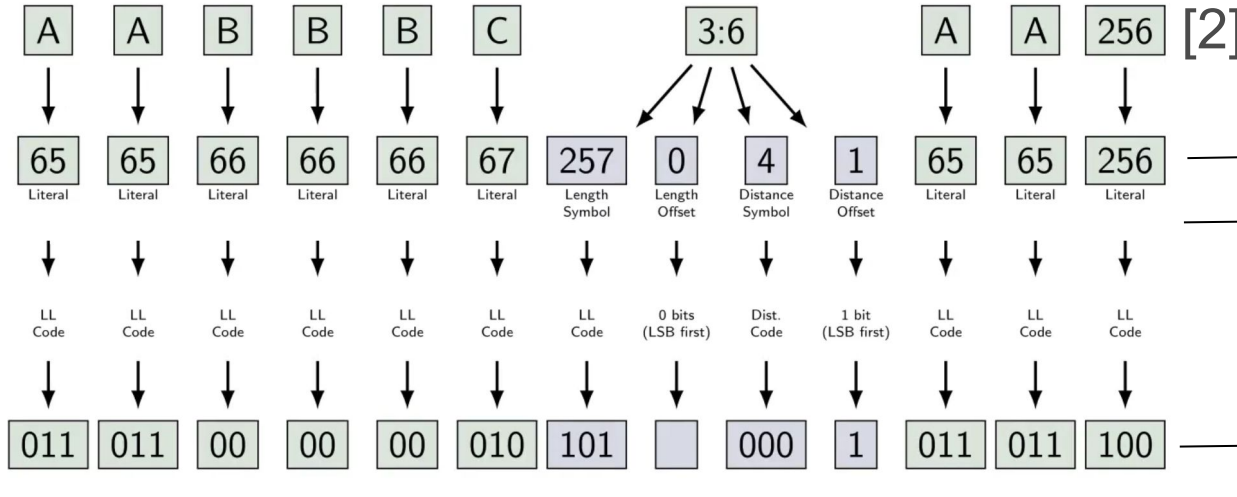 A A B B B C 3:6 A A 256 [2]
65 65 66 66 66 67 257 0 4 1 65 65 256
Literal Literal Literal Literal Literal Literal Length Length Distance Distance Literal Literal Literal
Symbol Offset Symbol Offset
LL LL LL LL LL LL LL 0 bits Dist. 1 bit LL LL LL
Code Code Code Code Code Code Code (LSB first) Code (LSB first) Code Code Code
011 011 00 00 00 010 101 000 1 011 011 100